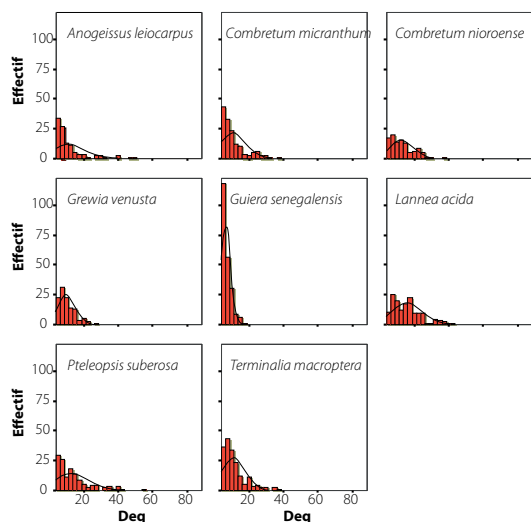 100
75
50
25
0
Effectif
Anogeissus leiocarpus
Combretum micranthum
Combretum nioroense
100
75
50
25
0
Effectif
Grewia venusta
Guiera senegalensis
Lannea acida
100
75
50
25
0
Effectif
Pteleopsis suberosa
Terminalia macroptera
20 40 60 80
Deq
20 40 60 80
Deq